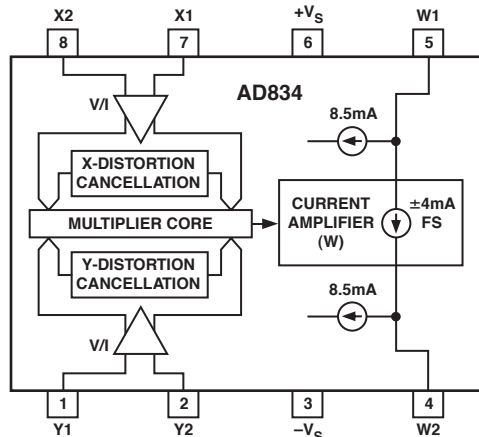 X2 X1 +VS W1
8 7 6 5
AD834
V/I
8.5mA
X-DISTORTION
CANCELLATION
MULTIPLIER CORE
CURRENT
AMPLIFIER
(W)
±4mA
FS
Y-DISTORTION
CANCELLATION
8.5mA
V/I
1 2 3 4
Y1 Y2 –VS W2